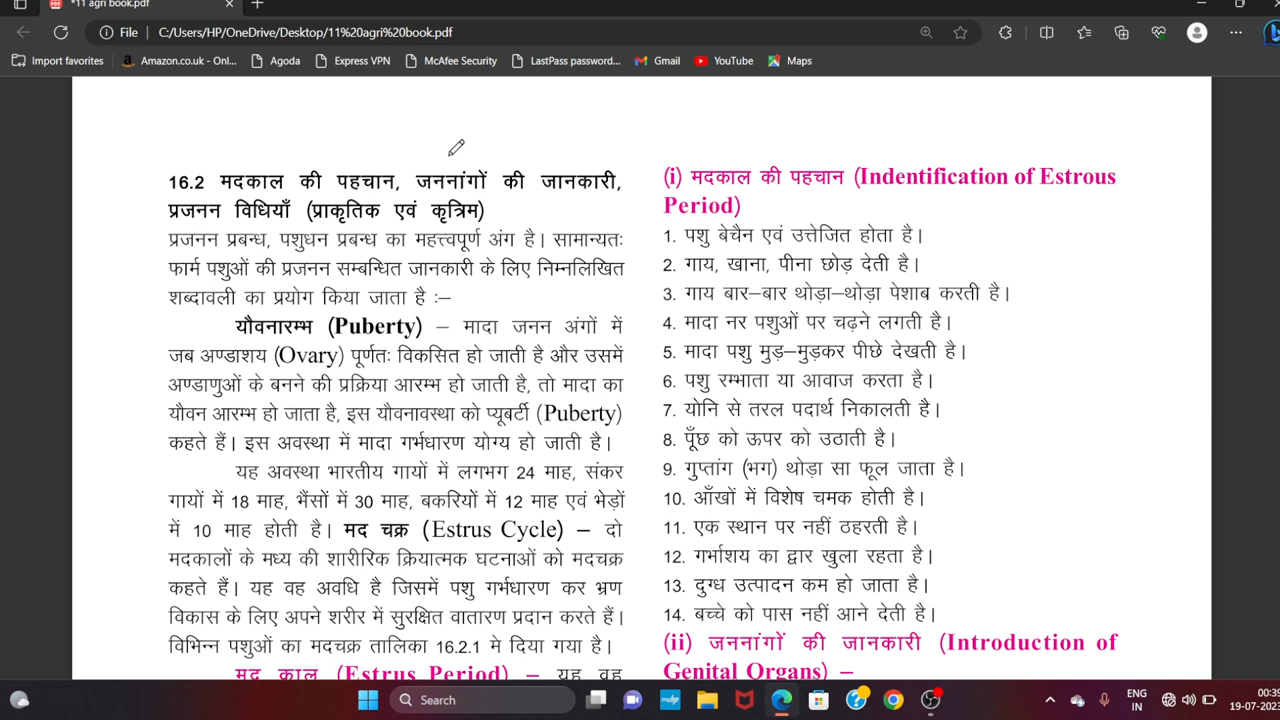 *11 agri book.pdf
File C:/Users/HP/OneDrive/Desktop/11%20agri%20book.pdf
Import favorites Amazon.co.uk - Onl... Agoda Express VPN McAfee Security LastPass password... Gmail YouTube Maps
16.2 मदकाल की पहचान, जननांगों की जानकारी,
प्रजनन विधियाँ (प्राकृतिक एवं कृत्रिम)
प्रजनन प्रबन्ध, पशुधन प्रबन्ध का महत्त्वपूर्ण अंग है। सामान्यतः
फार्म पशुओं की प्रजनन सम्बन्धित जानकारी के लिए निम्नलिखित
शब्दावली का प्रयोग किया जाता है :–
यौवनारम्भ (Puberty) – मादा जनन अंगों में
जब अण्डाशय (Ovary) पूर्णतः विकसित हो जाती है और उसमें
अण्डाणुओं के बनने की प्रक्रिया आरम्भ हो जाती है, तो मादा का
यौवन आरम्भ हो जाता है, इस यौवनावस्था को प्यूबर्टी (Puberty)
कहते हैं। इस अवस्था में मादा गर्भधारण योग्य हो जाती है।
यह अवस्था भारतीय गायों में लगभग 24 माह, संकर
गायों में 18 माह, भैंसों में 30 माह, बकरियों में 12 माह एवं भेड़ों
में 10 माह होती है। मद चक्र (Estrus Cycle) – दो
मदकालों के मध्य की शारीरिक क्रियात्मक घटनाओं को मदचक्र
कहते हैं। यह वह अवधि है जिसमें पशु गर्भधारण कर भ्रण
विकास के लिए अपने शरीर में सुरक्षित वातारण प्रदान करते हैं।
विभिन्न पशुओं का मदचक्र तालिका 16.2.1 मे दिया गया है।
मद काल (Estrus Period) – यह वह
(i) मदकाल की पहचान (Indentification of Estrous
Period)
1. पशु बेचैन एवं उत्तेजित होता है।
2. गाय, खाना, पीना छोड़ देती है।
3. गाय बार–बार थोड़ा–थोड़ा पेशाब करती है।
4. मादा नर पशुओं पर चढ़ने लगती है।
5. मादा पशु मुड़–मुड़कर पीछे देखती है।
6. पशु रम्भाता या आवाज करता है।
7. योनि से तरल पदार्थ निकालती है।
8. पूँछ को ऊपर को उठाती है।
9. गुप्तांग (भग) थोड़ा सा फूल जाता है।
10. आँखों में विशेष चमक होती है।
11. एक स्थान पर नहीं ठहरती है।
12. गर्भाशय का द्वार खुला रहता है।
13. दुग्ध उत्पादन कम हो जाता है।
14. बच्चे को पास नहीं आने देती है।
(ii) जननांगों की जानकारी (Introduction of
Genital Organs) –
Search
ENG
IN
00:39
19-07-2023